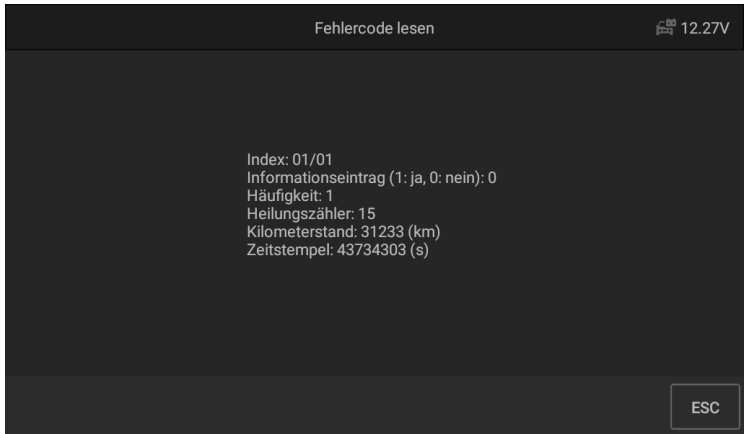 Fehlercode lesen
12.27V
Index: 01/01
Informationseintrag (1: ja, 0: nein): 0
Häufigkeit: 1
Heilungszähler: 15
Kilometerstand: 31233 (km)
Zeitstempel: 43734303 (s)
ESC